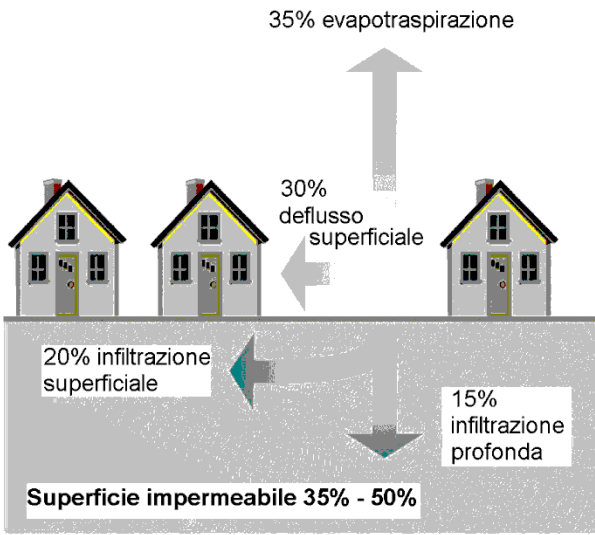 35% evapotraspirazione
30%
deflusso
superficiale
20% infiltrazione
superficiale
15%
infiltrazione
profonda
Superficie impermeabile 35% - 50%